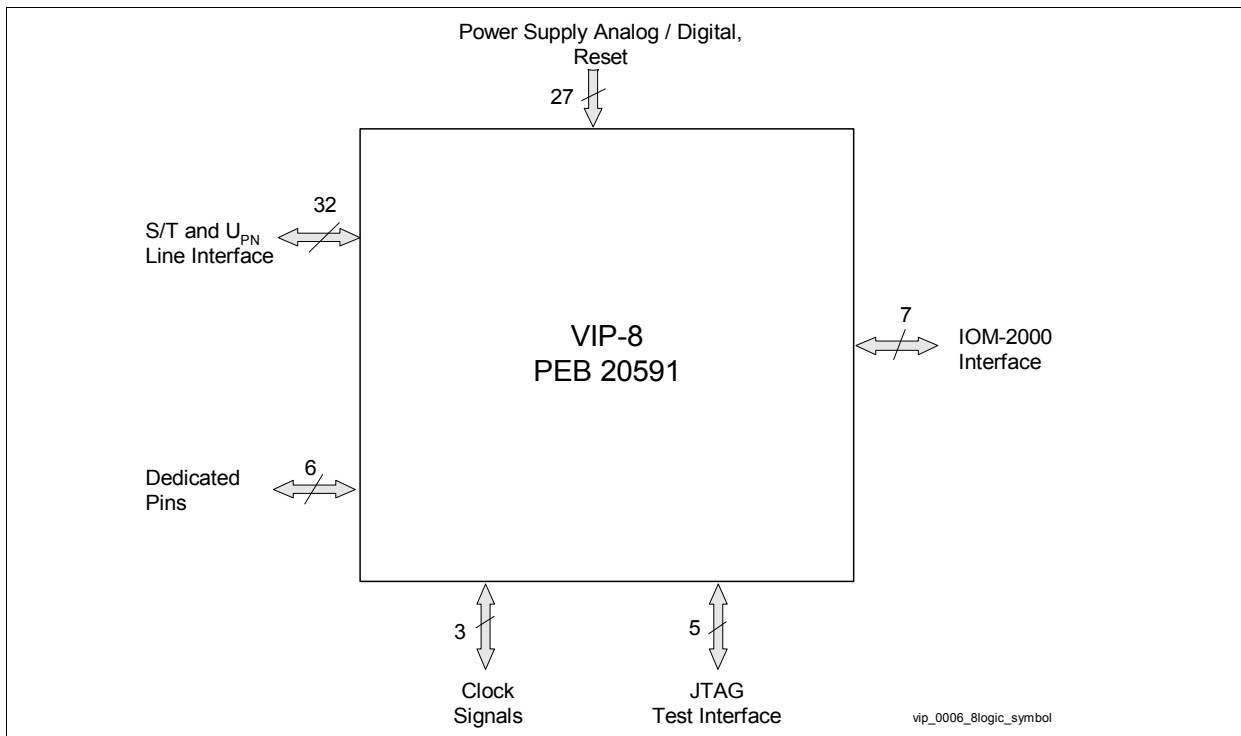 Power Supply Analog / Digital,
Reset
27
32
S/T and UPN
Line Interface
7
IOM-2000
Interface
VIP-8
PEB 20591
6
Dedicated
Pins
3
5
Clock
Signals
JTAG
Test Interface
vip_0006_8logic_symbol